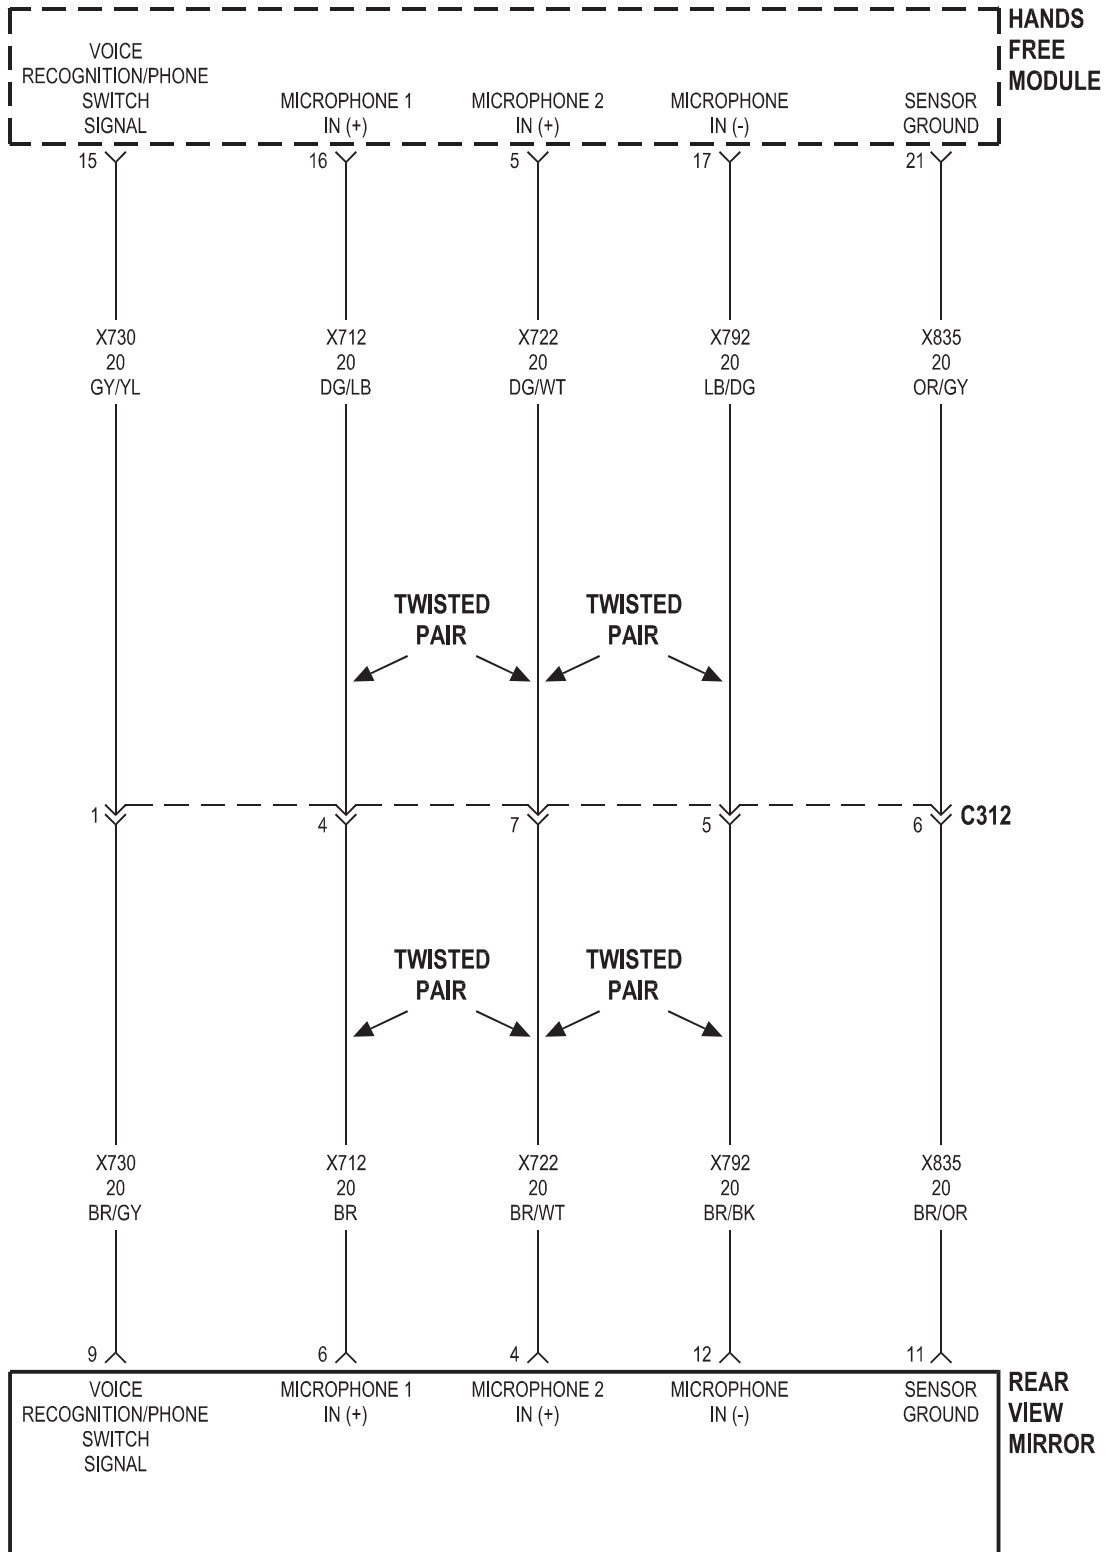 HANDS
FREE
MODULE
VOICE
RECOGNITION/PHONE
SWITCH
SIGNAL
MICROPHONE 1
IN (+)
MICROPHONE 2
IN (+)
MICROPHONE
IN (-)
SENSOR
GROUND
15
16
5
17
21
X730
20
GY/YL
X712
20
DG/LB
X722
20
DG/WT
X792
20
LB/DG
X835
20
OR/GY
TWISTED
PAIR
TWISTED
PAIR
1
4
7
5
6
C312
TWISTED
PAIR
TWISTED
PAIR
X730
20
BR/GY
X712
20
BR
X722
20
BR/WT
X792
20
BR/BK
X835
20
BR/OR
9
6
4
12
11
VOICE
RECOGNITION/PHONE
SWITCH
SIGNAL
MICROPHONE 1
IN (+)
MICROPHONE 2
IN (+)
MICROPHONE
IN (-)
SENSOR
GROUND
REAR
VIEW
MIRROR